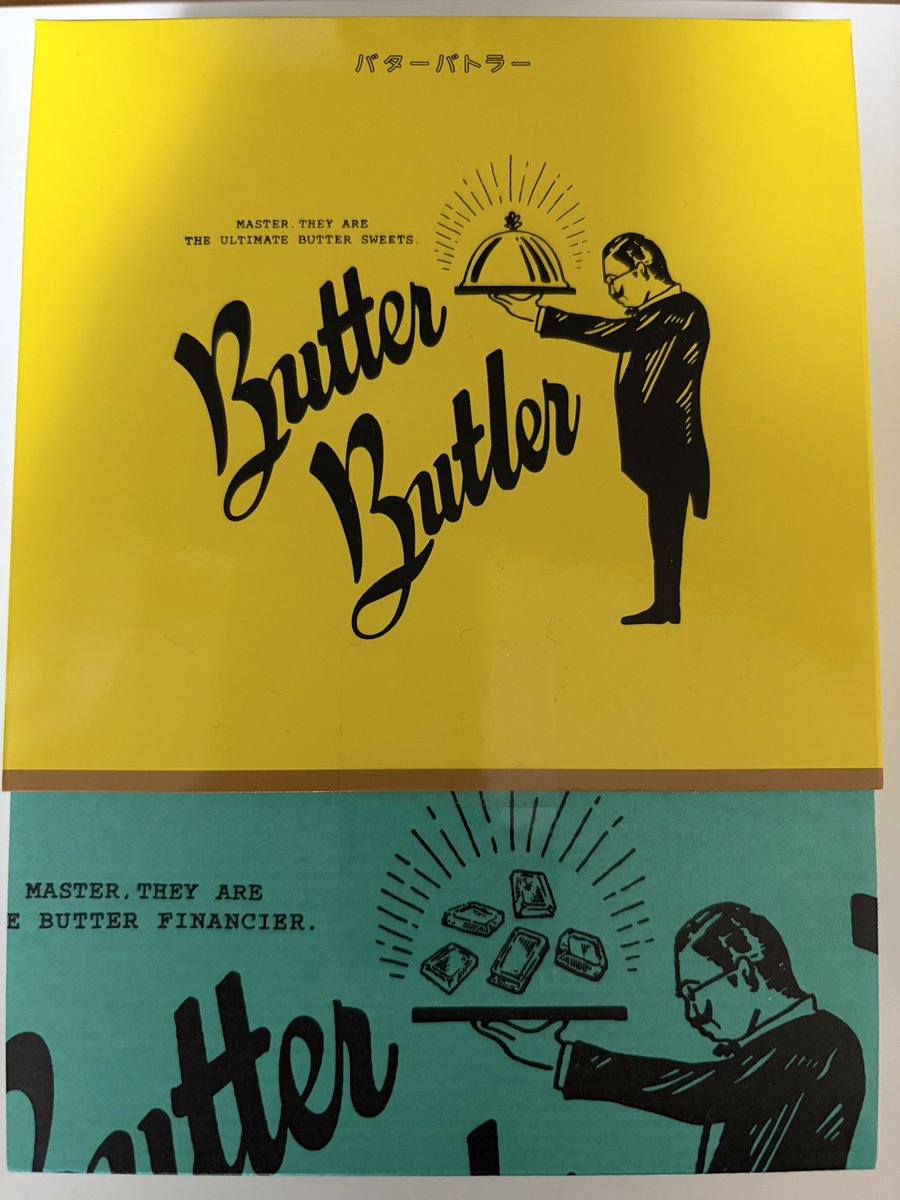 バターバトラー
MASTER, THEY ARE
THE ULTIMATE BUTTER SWEETS.
Butter
Butler
MASTER, THEY ARE
E BUTTER FINANCIER.
Butter